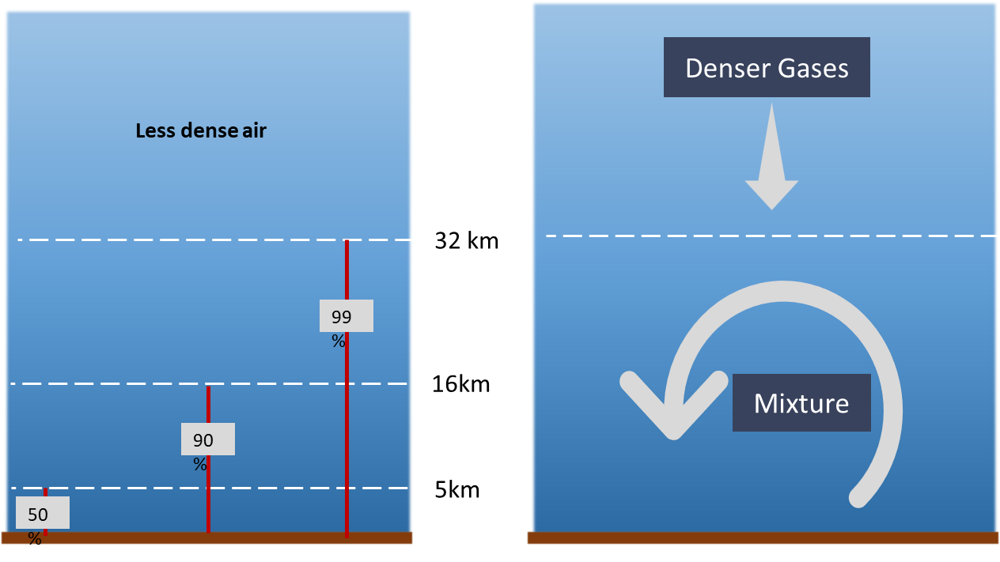 Less dense air
32 km
99
%
16km
90
%
5km
50
%
Denser Gases
Mixture